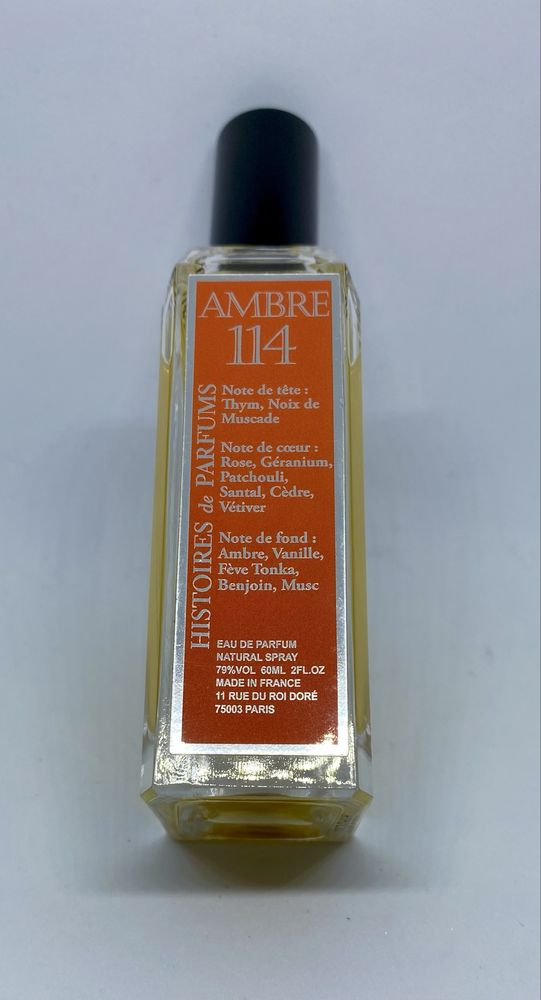 AMBRE
114
HISTOIRES de PARFUMS
Note de tête :
Thym, Noix de
Muscade
Note de cœur :
Rose, Géranium,
Patchouli,
Santal, Cèdre,
Vétiver
Note de fond :
Ambre, Vanille,
Fève Tonka,
Benjoin, Musc
EAU DE PARFUM
NATURAL SPRAY
79%VOL 60ML 2FL.OZ
MADE IN FRANCE
11 RUE DU ROI DORÉ
75003 PARIS